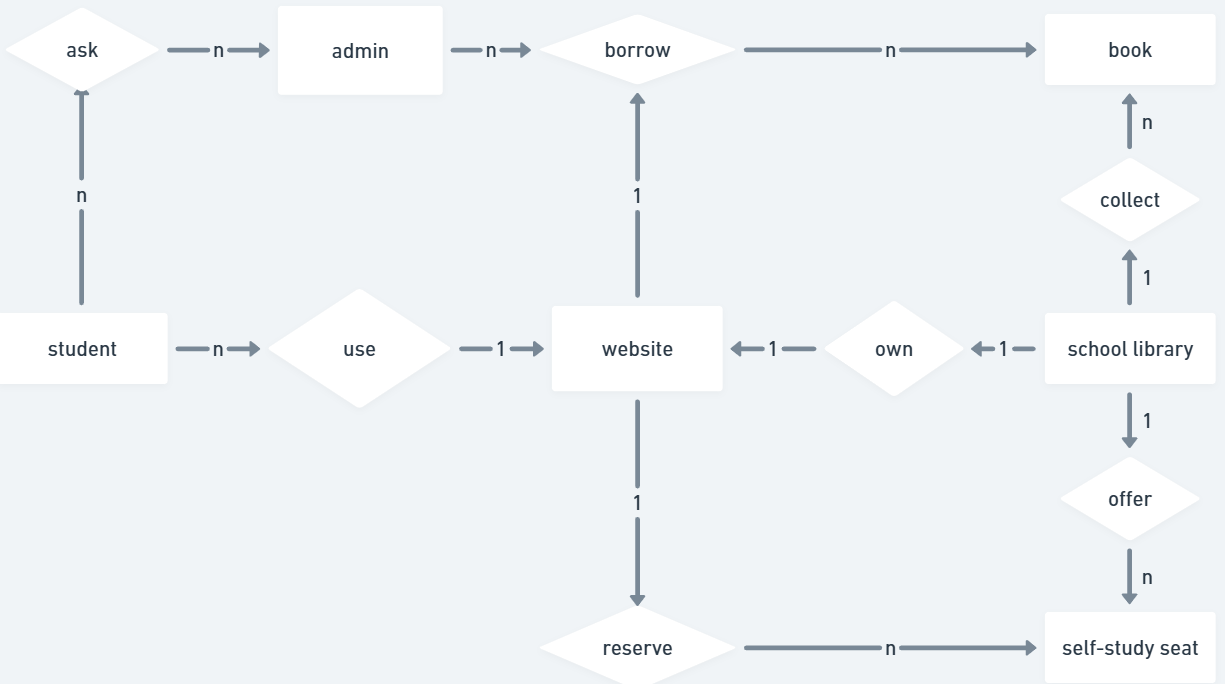 ask
n
admin
n
borrow
n
book
n
n
collect
1
1
student
n
use
1
website
1
own
1
school library
1
1
offer
n
reserve
n
self-study seat